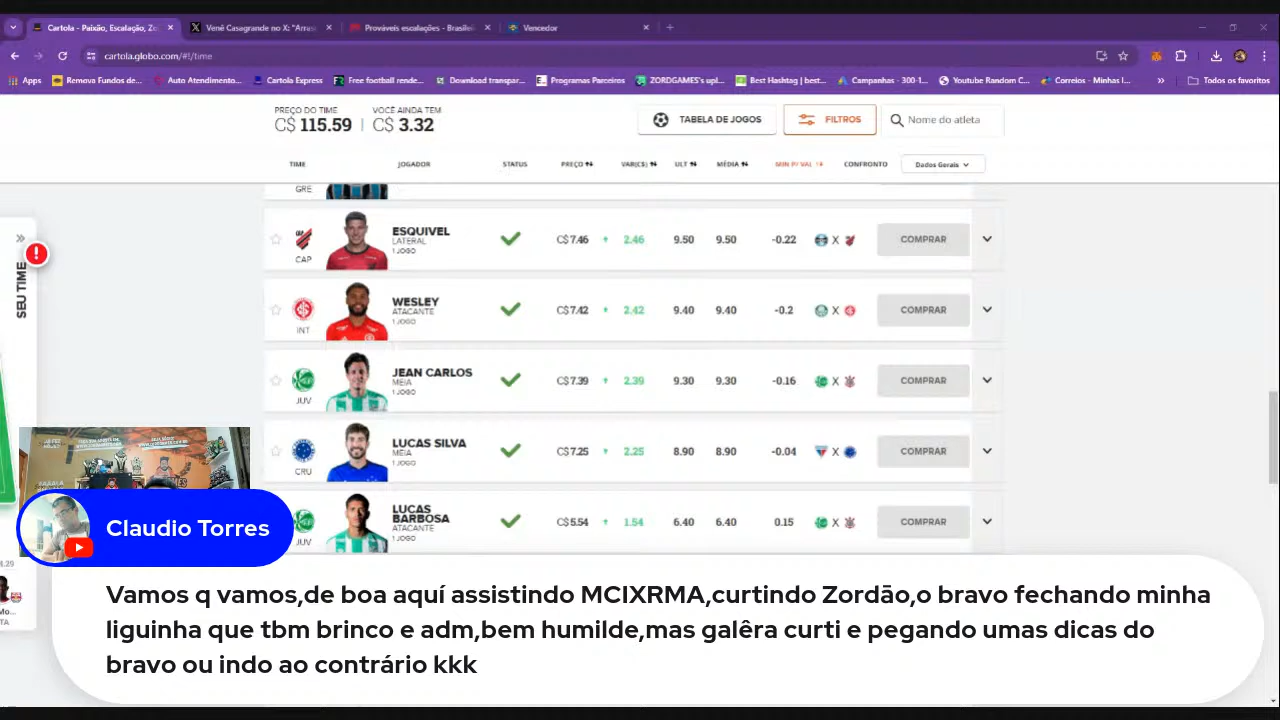 Cartola - Paixão, Escalação, Zo
Venê Casagrande no X: "Arras
Prováveis escalações - Brasileir
Vencedor
cartola.globo.com/#!/time
Apps
Remova Fundos de...
Auto Atendimento...
Cartola Express
Free football rende...
Download transpar...
Programas Parceiros
ZORDGAMES's upl...
Best Hashtag | best...
Campanhas - 300-1...
Youtube Random C...
Correios - Minhas I...
Todos os favoritos
PREÇO DO TIME
C$ 115.59
VOCÊ AINDA TEM
C$ 3.32
TABELA DE JOGOS
FILTROS
Nome do atleta
TIME JOGADOR STATUS PREÇO VAR(C$) ULT MÉDIA MIN P/ VAL CONFRONTO Dados Gerais
GRE
CAP
ESQUIVEL
LATERAL
1 JOGO
C$ 7.46 2.46 9.50 9.50 -0.22 X COMPRAR
INT
WESLEY
ATACANTE
1 JOGO
C$ 7.42 2.42 9.40 9.40 -0.2 X COMPRAR
JUV
JEAN CARLOS
MEIA
1 JOGO
C$ 7.39 2.39 9.30 9.30 -0.16 X COMPRAR
CRU
LUCAS SILVA
MEIA
1 JOGO
C$ 7.25 2.25 8.90 8.90 -0.04 X COMPRAR
JUV
LUCAS
BARBOSA
ATACANTE
1 JOGO
C$ 5.54 1.54 6.40 6.40 0.15 X COMPRAR
SEU TIME
Claudio Torres
Vamos q vamos,de boa aquí assistindo MCIXRMA,curtindo Zordão,o bravo fechando minha
liguinha que tbm brinco e adm,bem humilde,mas galêra curti e pegando umas dicas do
bravo ou indo ao contrário kkk